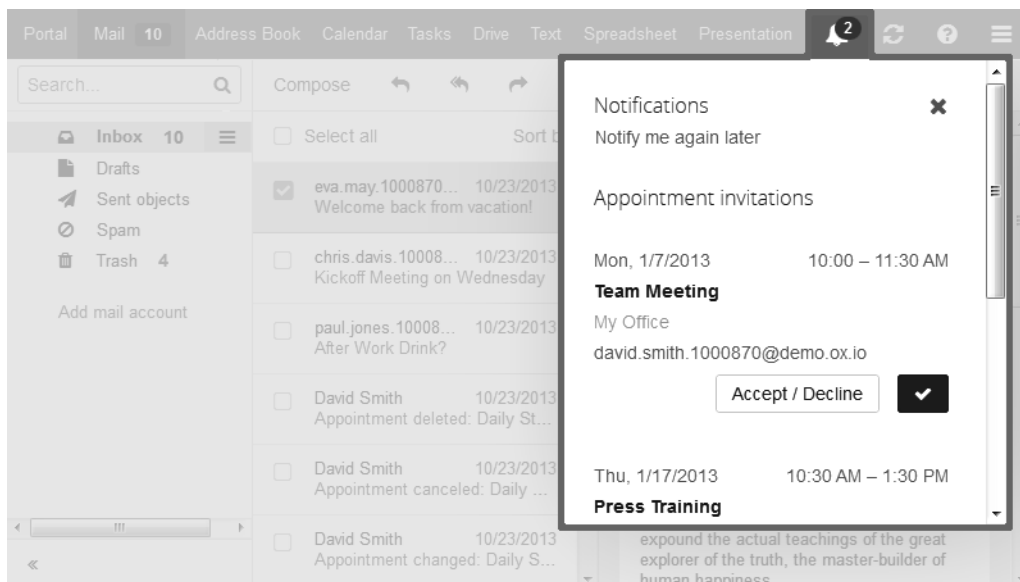 Portal Mail 10 Address Book Calendar Tasks Drive Text Spreadsheet Presentation 2
Search...
Inbox 10
Drafts
Sent objects
Spam
Trash 4
Add mail account
Compose
Select all Sort b
eva.may.1000870... 10/23/2013
Welcome back from vacation!
chris.davis.10008... 10/23/2013
Kickoff Meeting on Wednesday
paul.jones.10008... 10/23/2013
After Work Drink?
David Smith 10/23/2013
Appointment deleted: Daily St...
David Smith 10/23/2013
Appointment canceled: Daily ...
David Smith 10/23/2013
Appointment changed: Daily S...
Notifications
Notify me again later
Appointment invitations
Mon, 1/7/2013 10:00 – 11:30 AM
Team Meeting
My Office
david.smith.1000870@demo.ox.io
Accept / Decline
Thu, 1/17/2013 10:30 AM – 1:30 PM
Press Training
expound the actual teachings of the great
explorer of the truth, the master-builder of
human happiness